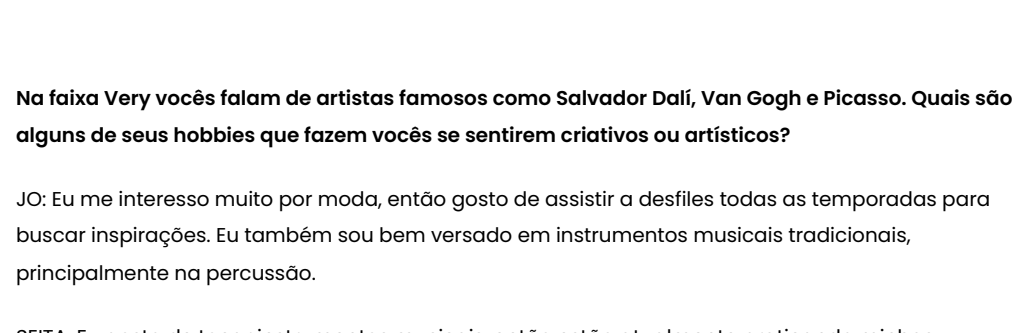 Na faixa Very vocês falam de artistas famosos como Salvador Dalí, Van Gogh e Picasso. Quais são
alguns de seus hobbies que fazem vocês se sentirem criativos ou artísticos?
JO: Eu me interesso muito por moda, então gosto de assistir a desfiles todas as temporadas para
buscar inspirações. Eu também sou bem versado em instrumentos musicais tradicionais,
principalmente na percussão.